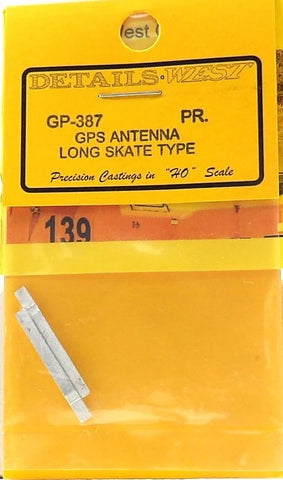 est
DETAILS·WEST
GP-387 PR.
GPS ANTENNA
LONG SKATE TYPE
Precision Castings in "HO" Scale
139